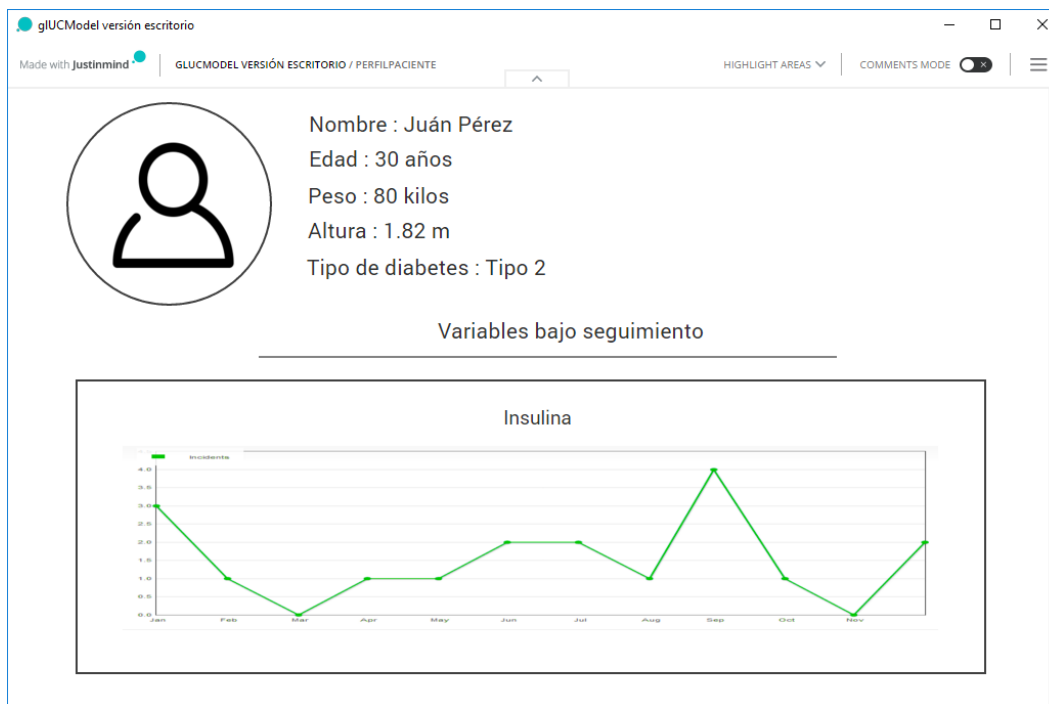 glUCModel versión escritorio
Made with Justinmind
GLUCMODEL VERSIÓN ESCRITORIO / PERFILPACIENTE
HIGHLIGHT AREAS
COMMENTS MODE
Nombre : Juán Pérez
Edad : 30 años
Peso : 80 kilos
Altura : 1.82 m
Tipo de diabetes : Tipo 2
Variables bajo seguimiento
Insulina
Incidents
4.0
3.5
3.0
2.5
2.0
1.5
1.0
0.5
0.0
Jan Feb Mar Apr May Jun Jul Aug Sep Oct Nov